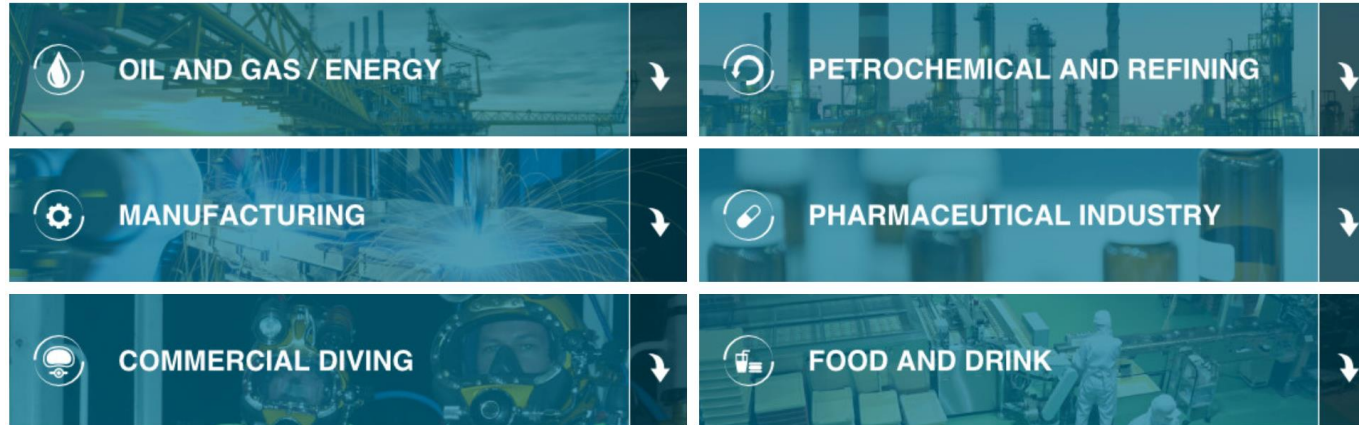 OIL AND GAS / ENERGY
PETROCHEMICAL AND REFINING
MANUFACTURING
PHARMACEUTICAL INDUSTRY
COMMERCIAL DIVING
FOOD AND DRINK